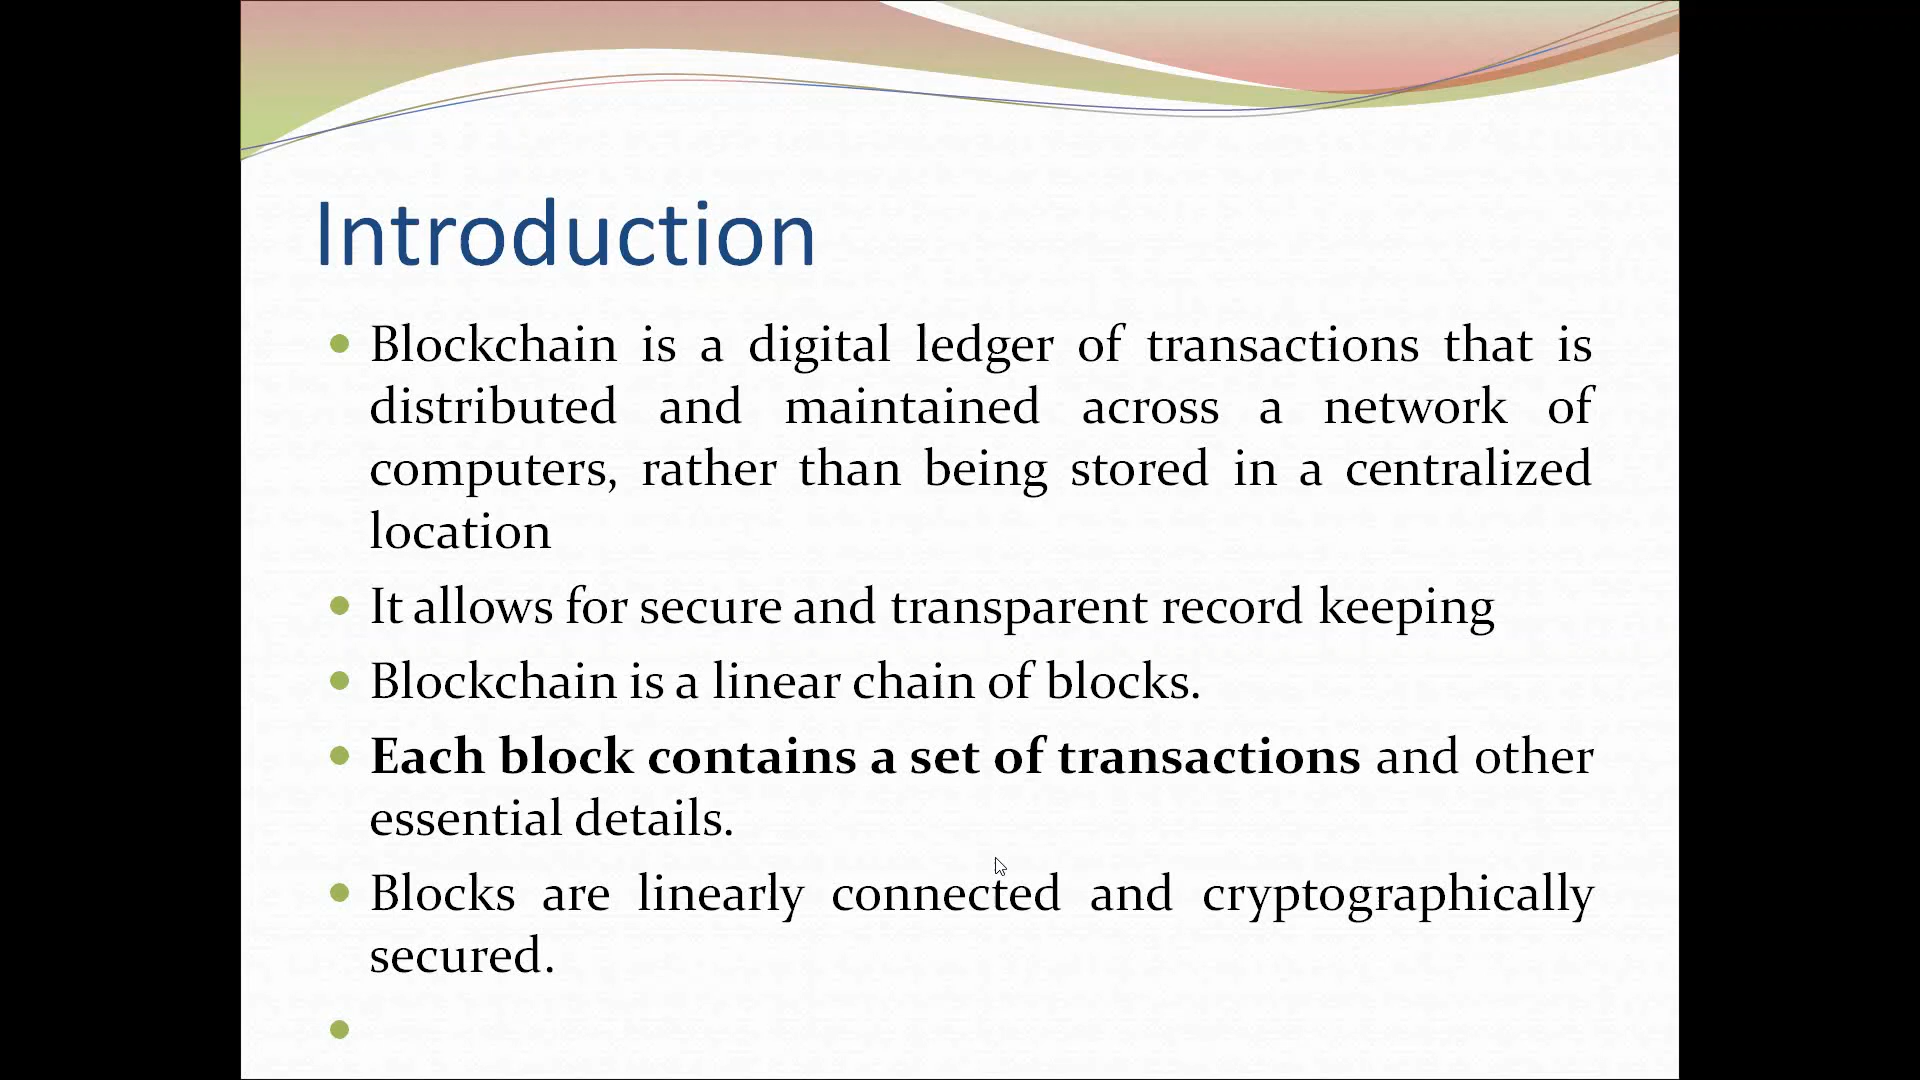 Introduction
Blockchain is a digital ledger of transactions that is
distributed and maintained across a network of
computers, rather than being stored in a centralized
location
It allows for secure and transparent record keeping
Blockchain is a linear chain of blocks.
Each block contains a set of transactions and other
essential details.
Blocks are linearly connected and cryptographically
secured.